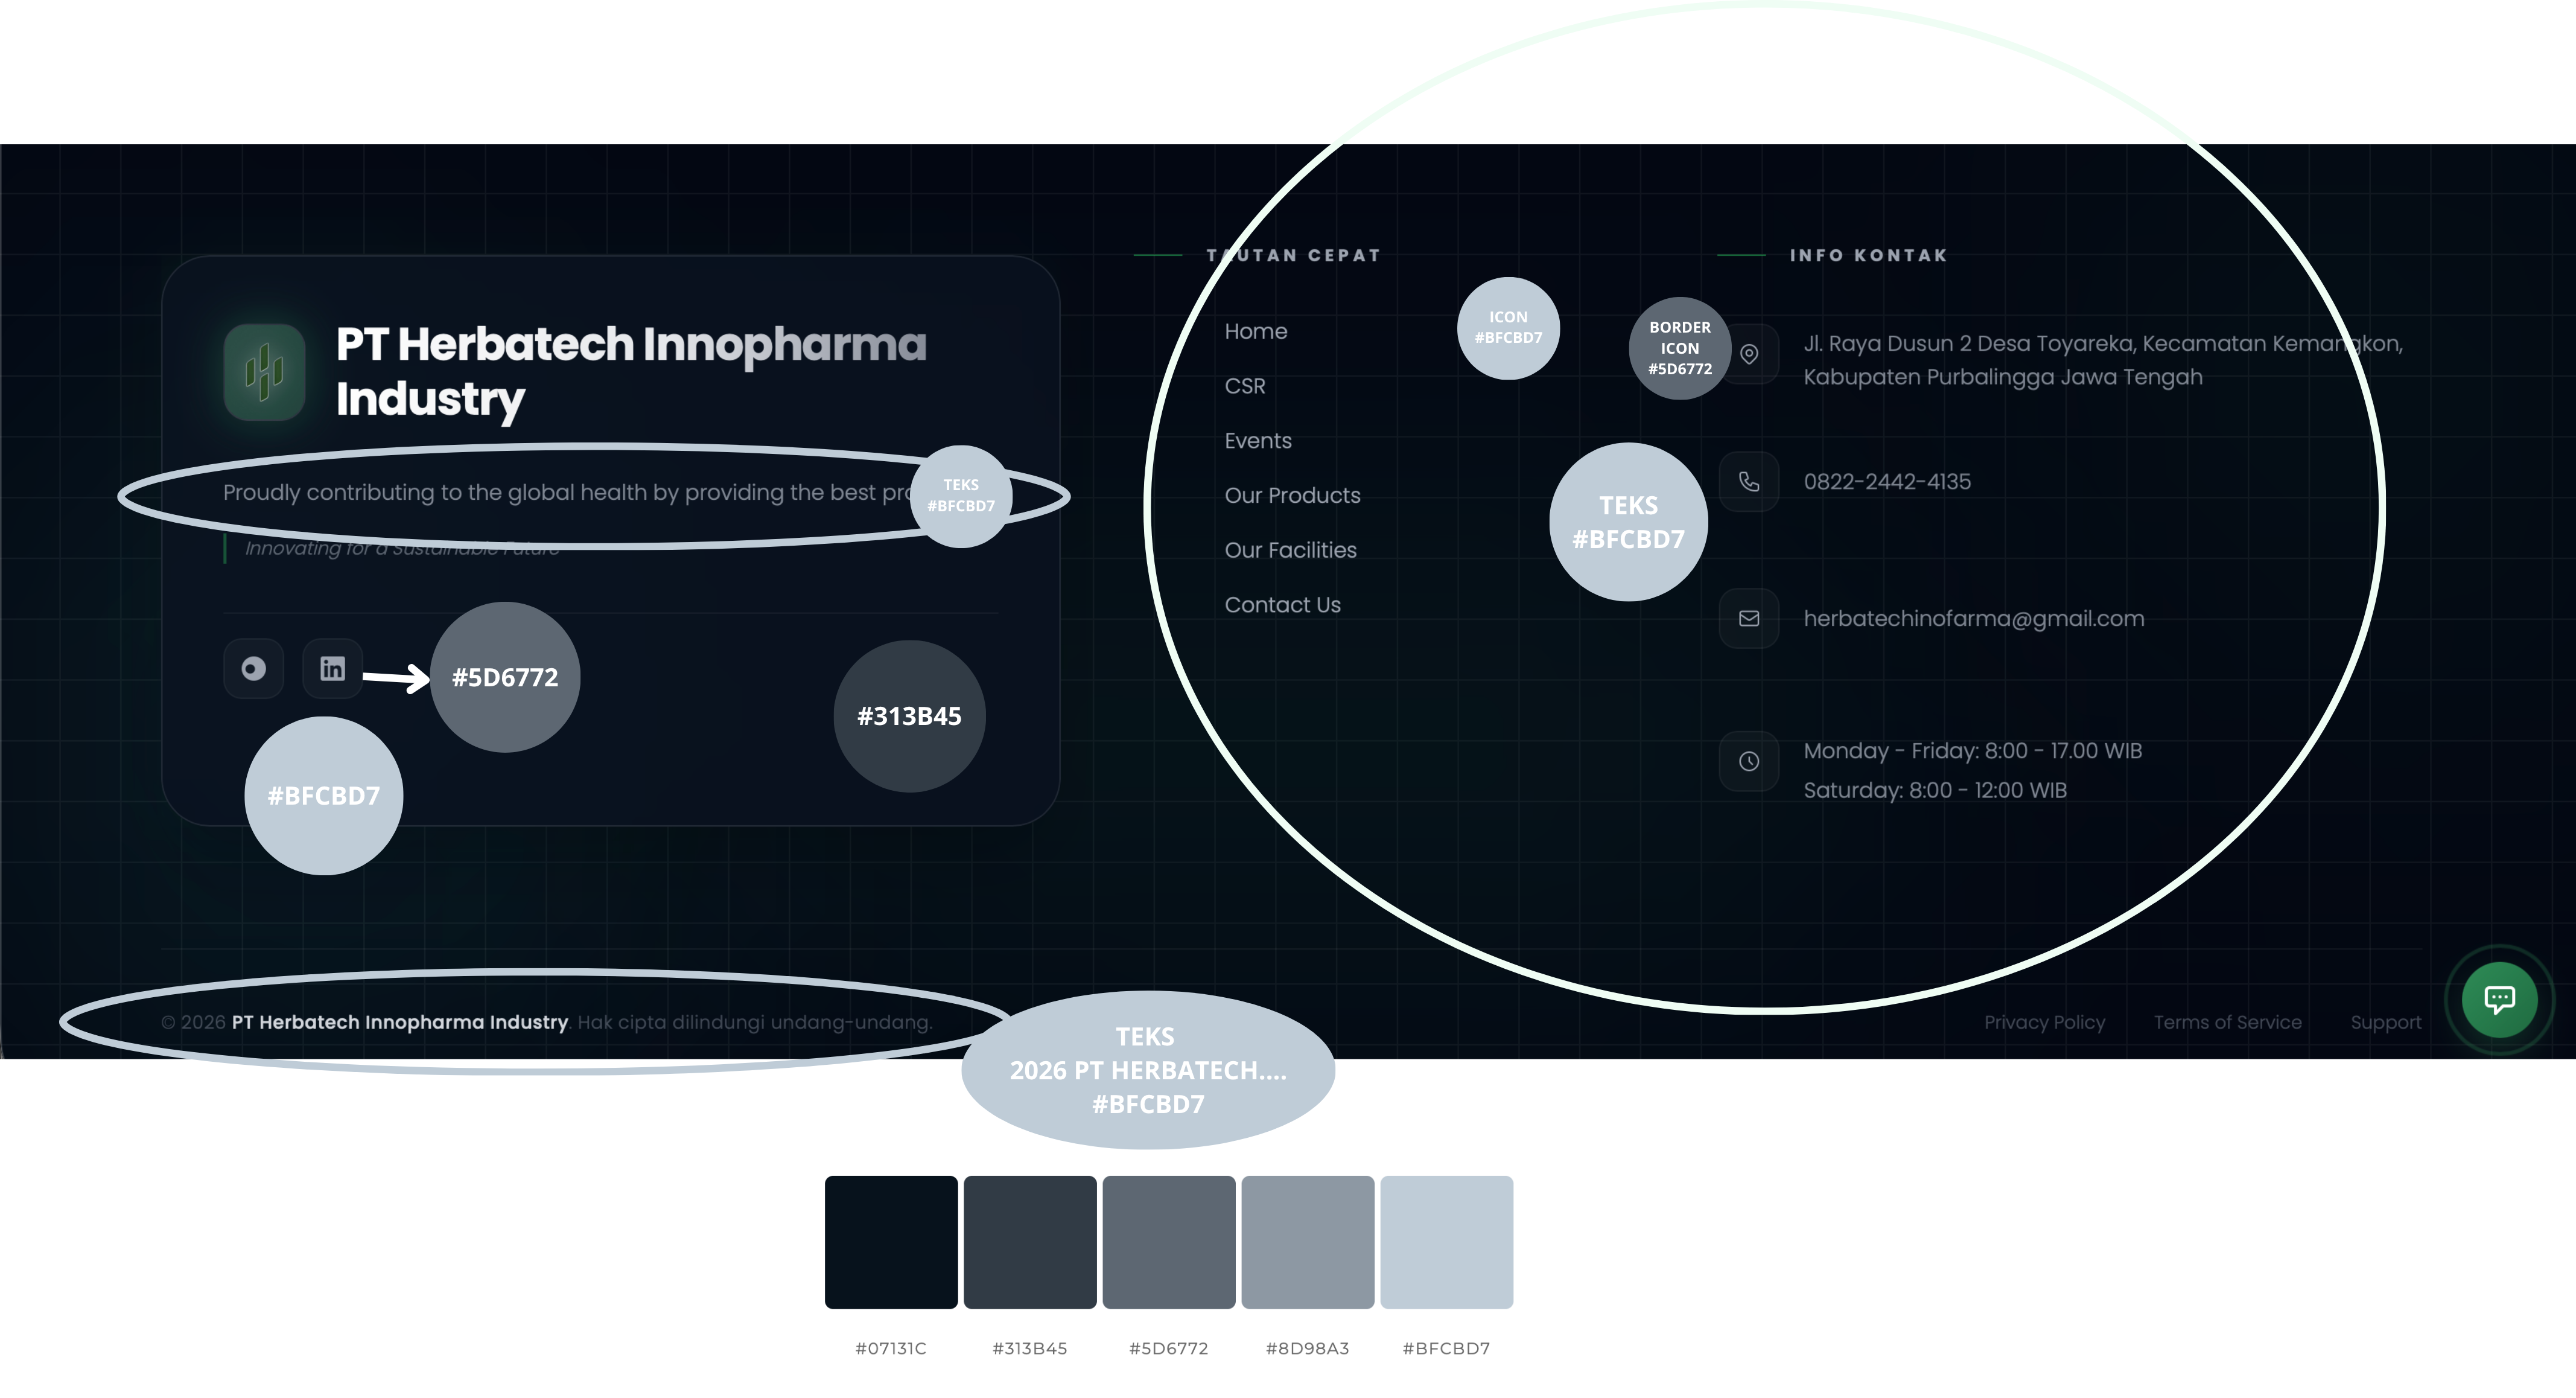 PT Herbatech Innopharma
Industry
Proudly contributing to the global health by providing the best
TEKS
#BFCBD7
Innovating for a Sustainable Future
#5D6772
#313B45
#BFCBD7
TAUTAN CEPAT
Home
CSR
Events
Our Products
Our Facilities
Contact Us
ICON
#BFCBD7
BORDER
ICON
#5D6772
TEKS
#BFCBD7
INFO KONTAK
Jl. Raya Dusun 2 Desa Toyareka, Kecamatan Kemangkon,
Kabupaten Purbalingga Jawa Tengah
0822-2442-4135
herbatechinofarma@gmail.com
Monday - Friday: 8:00 - 17.00 WIB
Saturday: 8:00 - 12:00 WIB
© 2026 PT Herbatech Innopharma Industry. Hak cipta dilindungi undang-undang.
Privacy Policy
Terms of Service
Support
TEKS
2026 PT HERBATECH....
#BFCBD7
#07131C
#313B45
#5D6772
#8D98A3
#BFCBD7